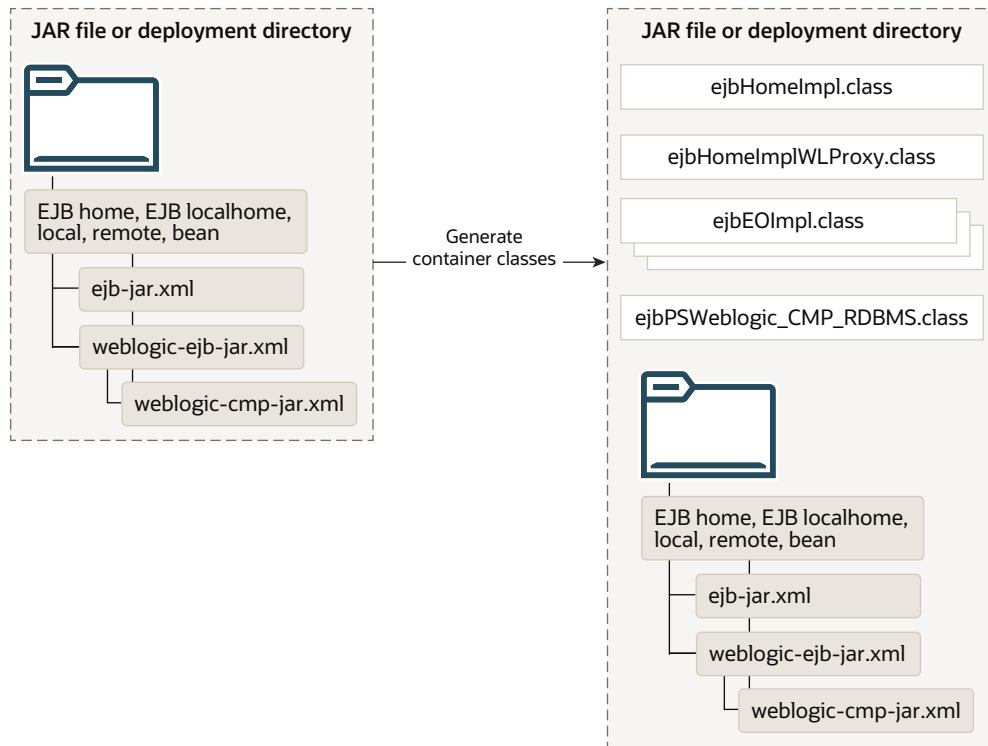 JAR file or deployment directory
EJB home, EJB localhome,
local, remote, bean
ejb-jar.xml
weblogic-ejb-jar.xml
weblogic-cmp-jar.xml
Generate
container classes
JAR file or deployment directory
ejbHomeImpl.class
ejbHomeImplWLProxy.class
ejbEOImpl.class
ejbPSWeblogic_CMP_RDBMS.class
EJB home, EJB localhome,
local, remote, bean
ejb-jar.xml
weblogic-ejb-jar.xml
weblogic-cmp-jar.xml